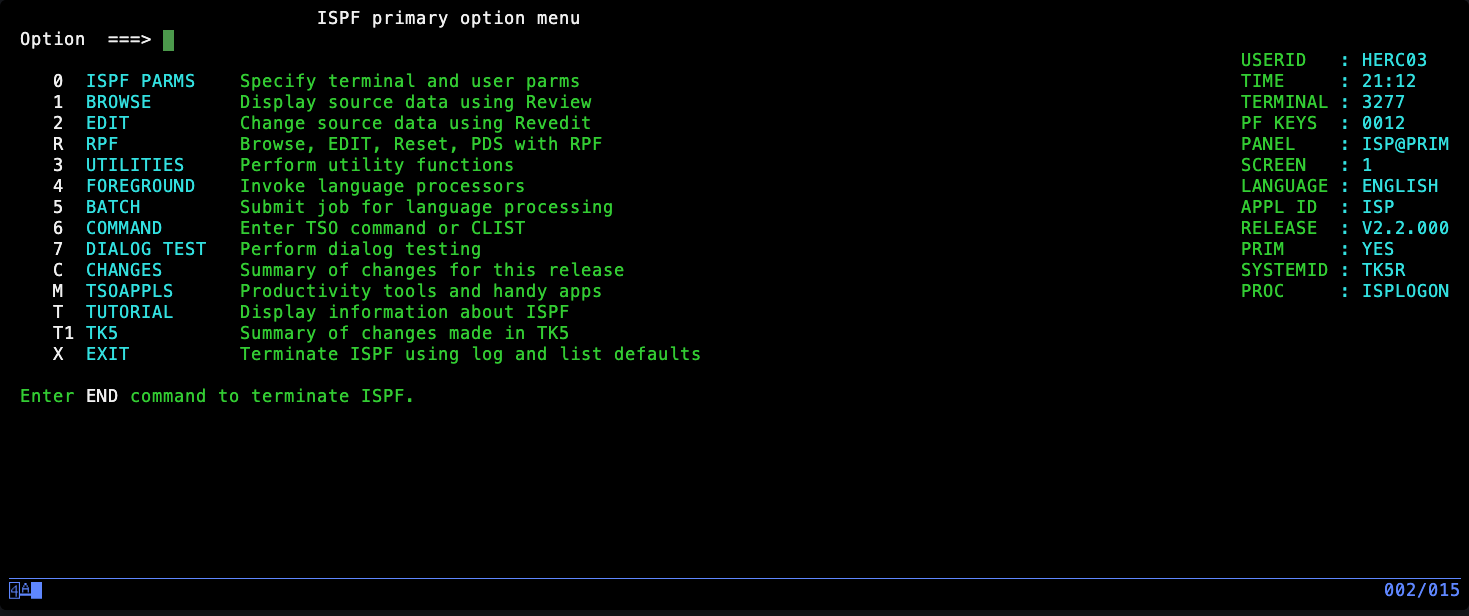 ISPF primary option menu
Option  ===>
USERID   : HERC03
0  ISPF PARMS    Specify terminal and user parms    TIME     : 21:12
1  BROWSE        Display source data using Review    TERMINAL : 3277
2  EDIT          Change source data using Revedit    PF KEYS  : 0012
R  RPF           Browse, EDIT, Reset, PDS with RPF    PANEL    : ISP@PRIM
3  UTILITIES     Perform utility functions    SCREEN   : 1
4  FOREGROUND    Invoke language processors    LANGUAGE : ENGLISH
5  BATCH         Submit job for language processing    APPL ID  : ISP
6  COMMAND       Enter TSO command or CLIST    RELEASE  : V2.2.000
7  DIALOG TEST   Perform dialog testing    PRIM     : YES
C  CHANGES       Summary of changes for this release    SYSTEMID : TK5R
M  TSOAPPLS      Productivity tools and handy apps    PROC     : ISPLOGON
T  TUTORIAL      Display information about ISPF
T1 TK5           Summary of changes made in TK5
X  EXIT          Terminate ISPF using log and list defaults
Enter END command to terminate ISPF.
4A    002/015